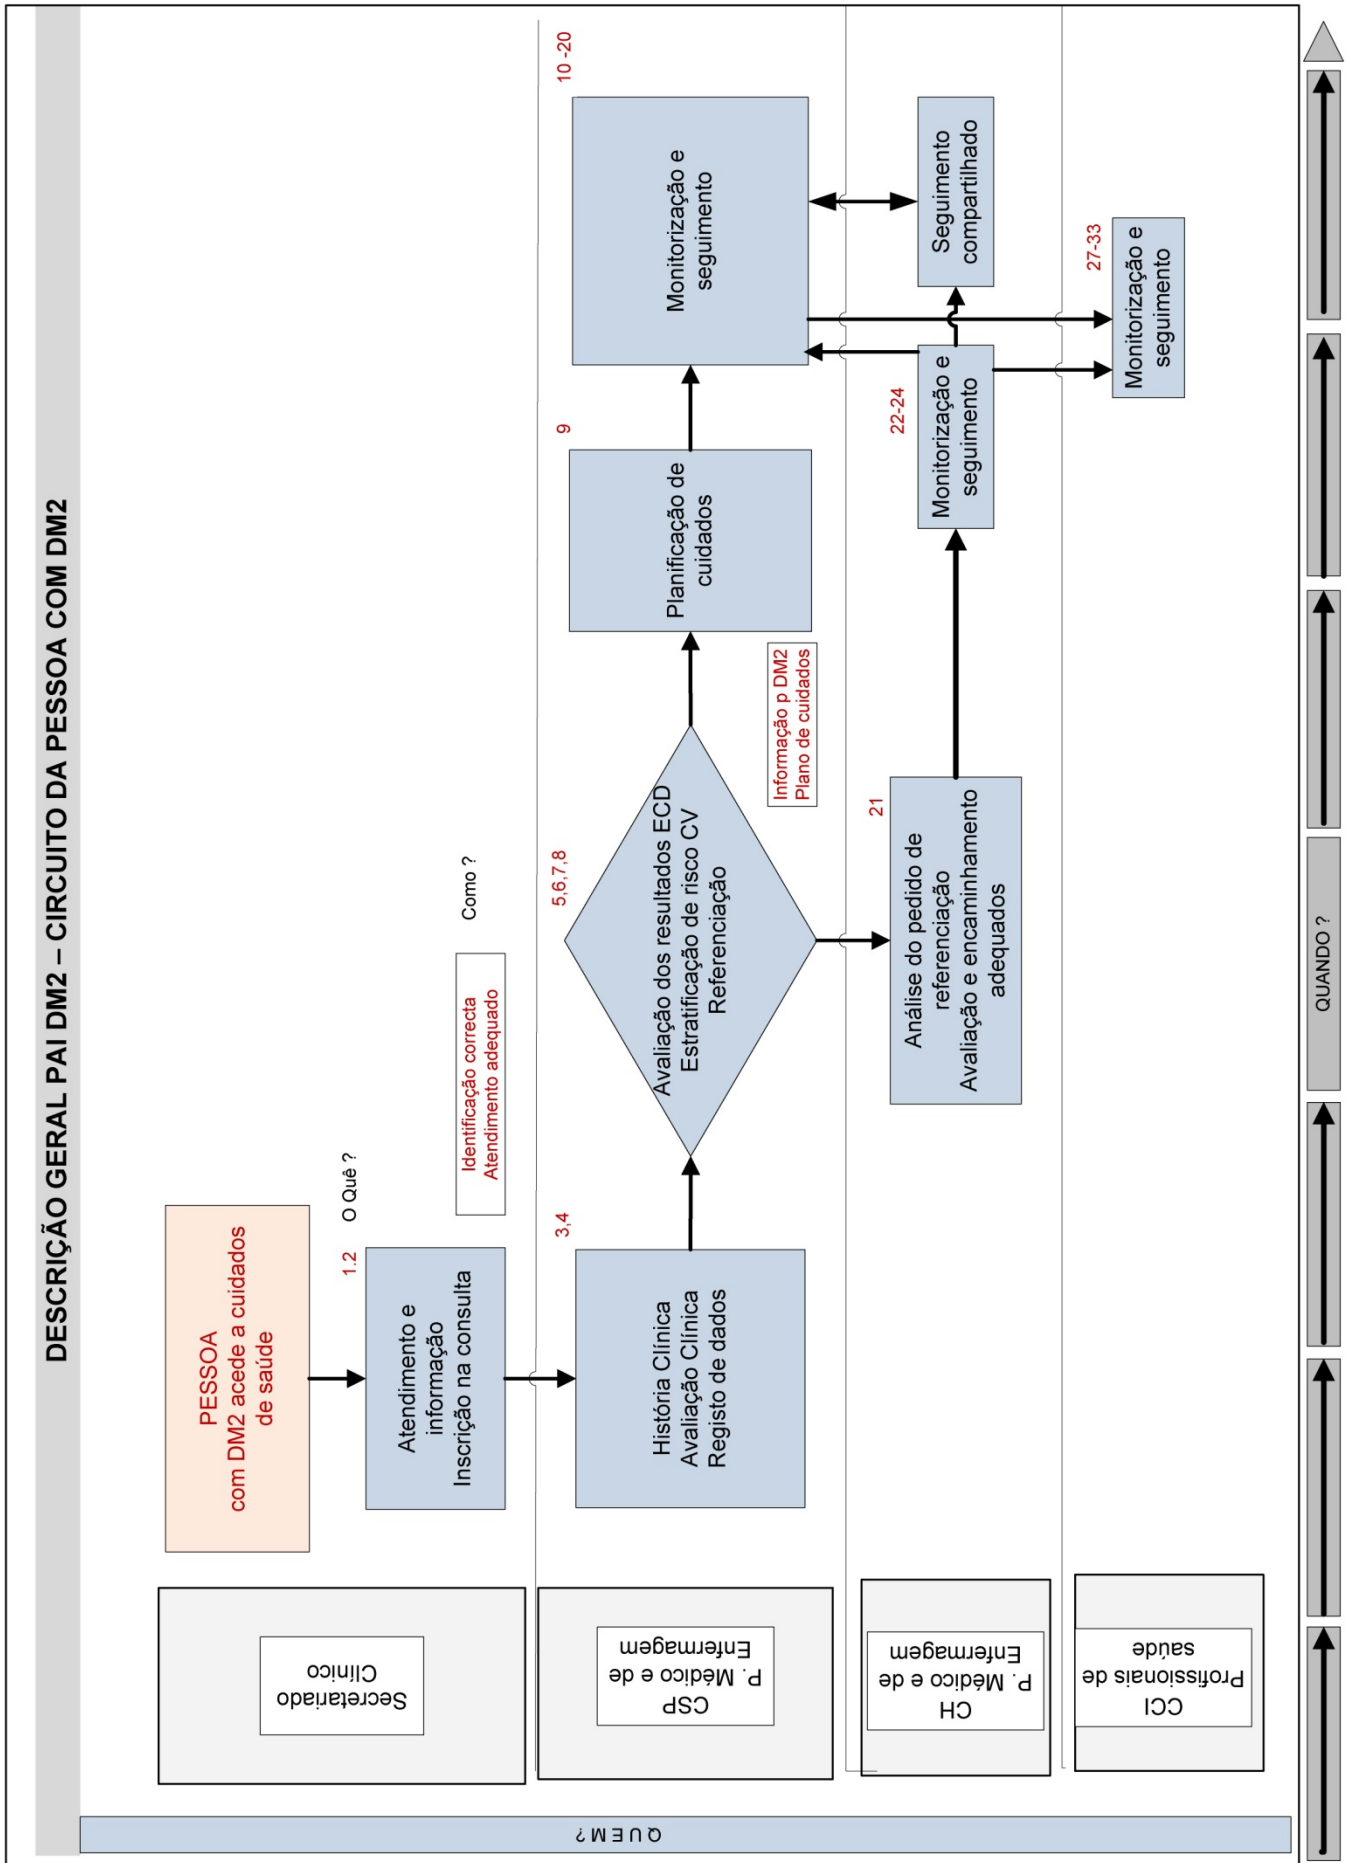 DESCRIÇÃO GERAL PAI DM2 – CIRCUITO DA PESSOA COM DM2
QUEM ?
Secretariado
Clínico
PESSOA
com DM2 acede a cuidados
de saúde
1.2
O Quê ?
Atendimento e
informação
Inscrição na consulta
Como ?
Identificação correcta
Atendimento adequado
CSP
P. Médico e de
Enfermagem
3,4
História Clínica
Avaliação Clínica
Registo de dados
5,6,7,8
Avaliação dos resultados ECD
Estratificação de risco CV
Referenciação
9
Planificação de
cuidados
10 -20
Monitorização e
seguimento
Informação p DM2
Plano de cuidados
CH
P. Médico e de
Enfermagem
21
Análise do pedido de
referenciação
Avaliação e encaminhamento
adequados
22-24
Monitorização e
seguimento
Seguimento
compartilhado
CCI
Profissionais de
saúde
27-33
Monitorização e
seguimento
QUANDO ?